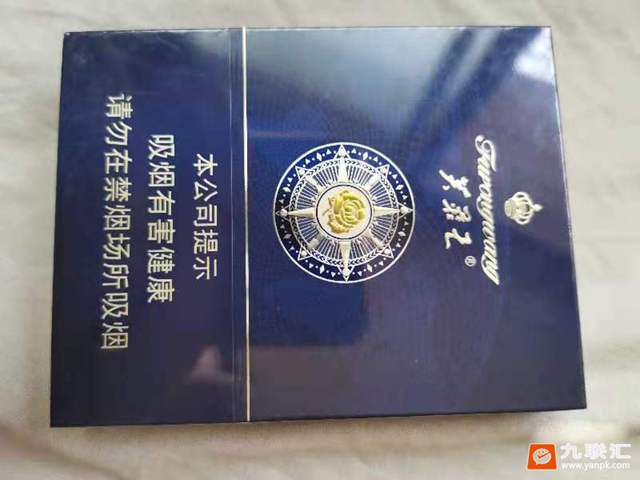 Furongwang
芙蓉王
®
本公司提示
吸烟有害健康
请勿在禁烟场所吸烟
九联汇
www.yanpk.com